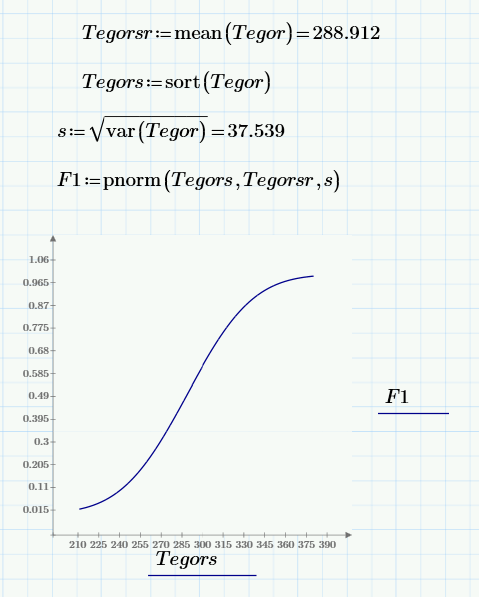 Tegorsr:=mean(Tegor)=288.912
Tegors:=sort(Tegor)
s:=√var(Tegor)=37.539
F1:=pnorm(Tegors,Tegorsr,s)
1.06
0.965
0.87
0.775
0.68
0.585
0.49
0.395
0.3
0.205
0.11
0.015
F1
210 225 240 255 270 285 300 315 330 345 360 375 390
Tegors